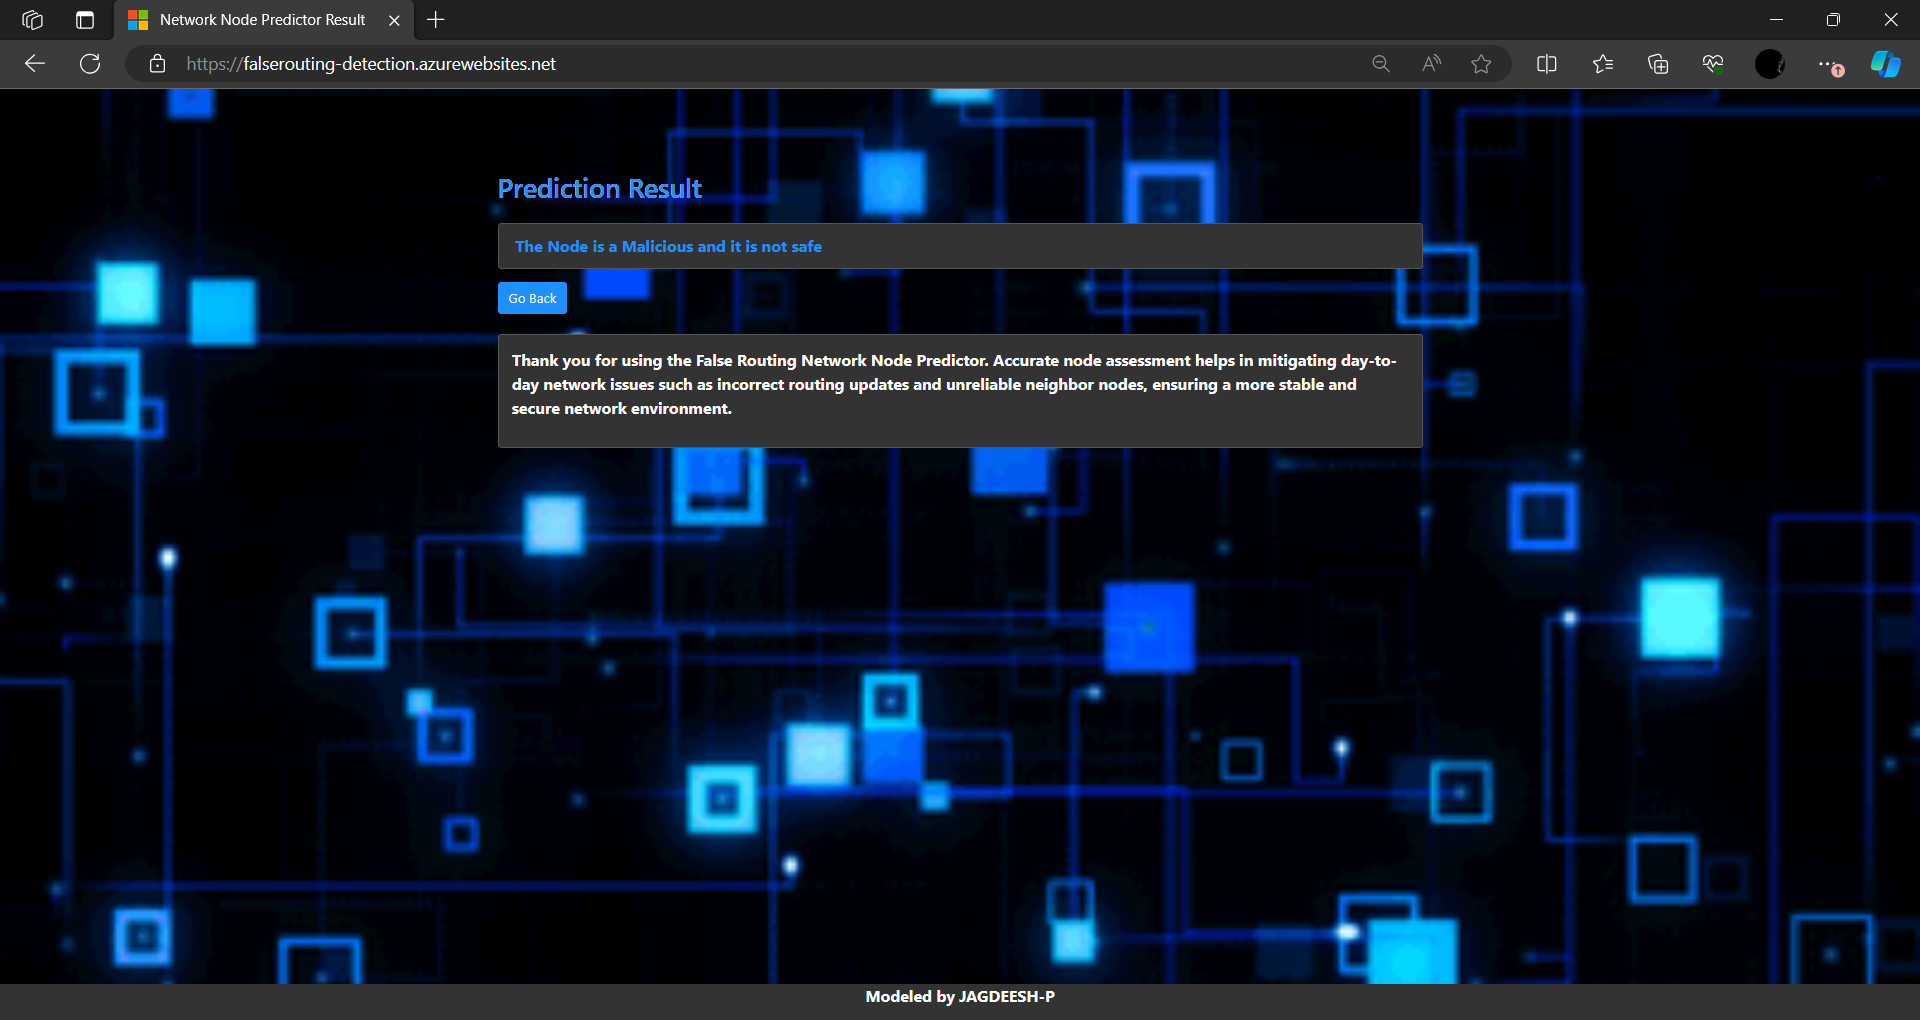 Network Node Predictor Result
https://falserouting-detection.azurewebsites.net
Prediction Result
The Node is a Malicious and it is not safe
Go Back
Thank you for using the False Routing Network Node Predictor. Accurate node assessment helps in mitigating day-to-
day network issues such as incorrect routing updates and unreliable neighbor nodes, ensuring a more stable and
secure network environment.
Modeled by JAGDEESH-P